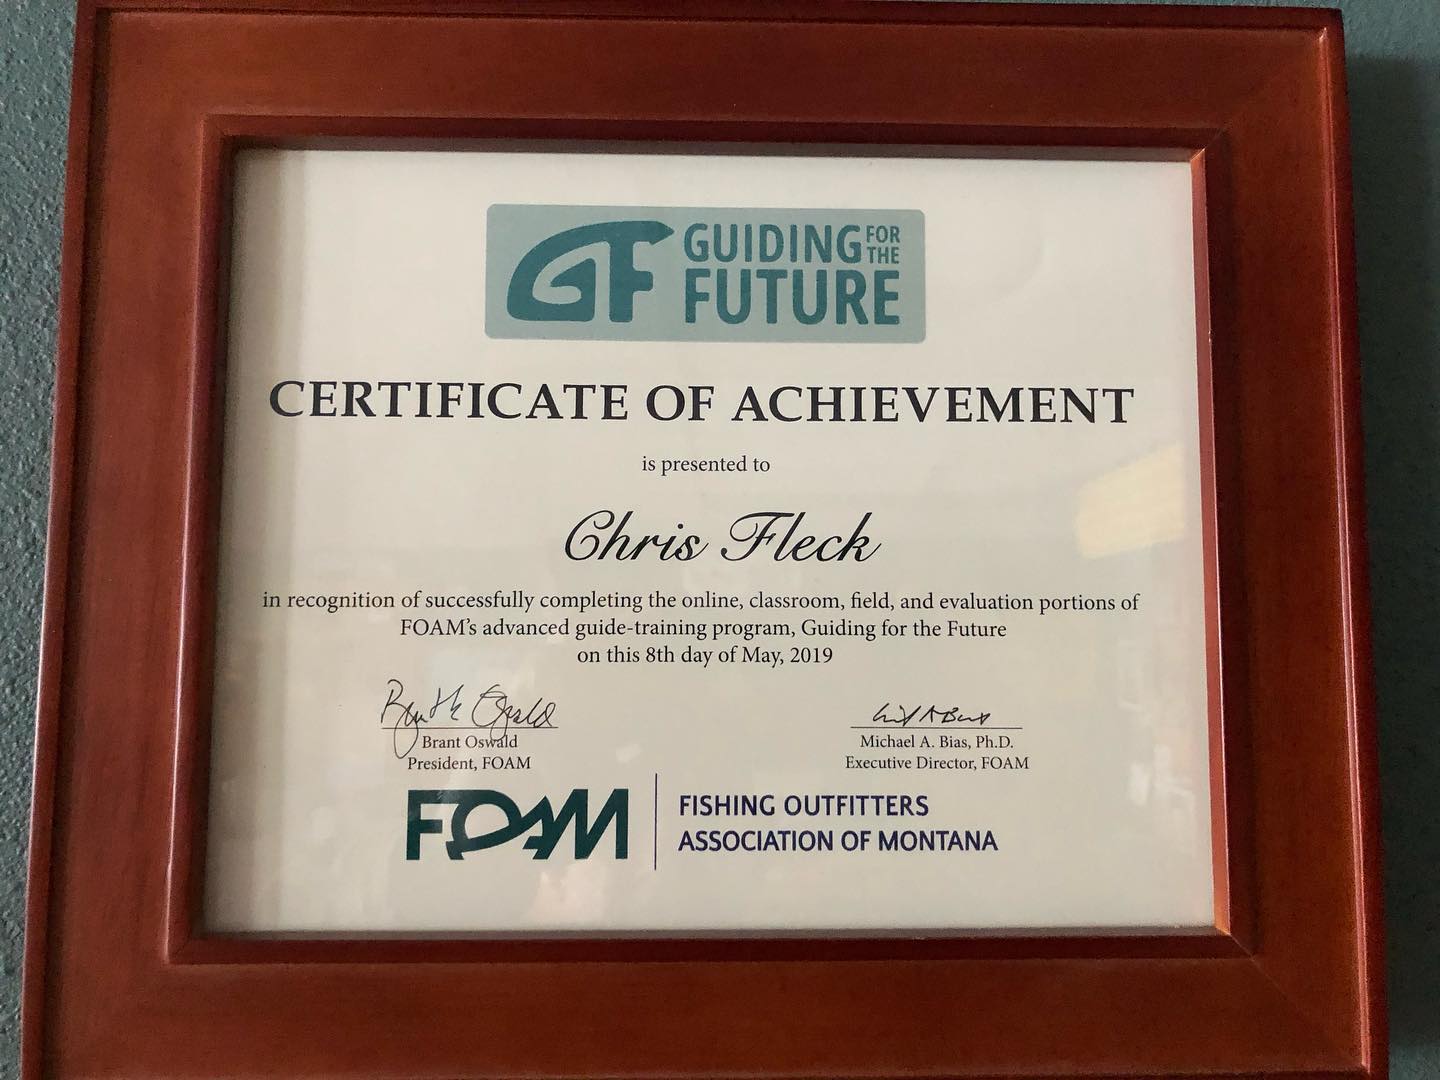 GF GUIDING FOR THE
FUTURE
CERTIFICATE OF ACHIEVEMENT
is presented to
Chris Fleck
in recognition of successfully completing the online, classroom, field, and evaluation portions of
FOAM's advanced guide-training program, Guiding for the Future
on this 8th day of May, 2019
Brant Oswald
President, FOAM
Michael A. Bias, Ph.D.
Executive Director, FOAM
FOAM
FISHING OUTFITTERS
ASSOCIATION OF MONTANA